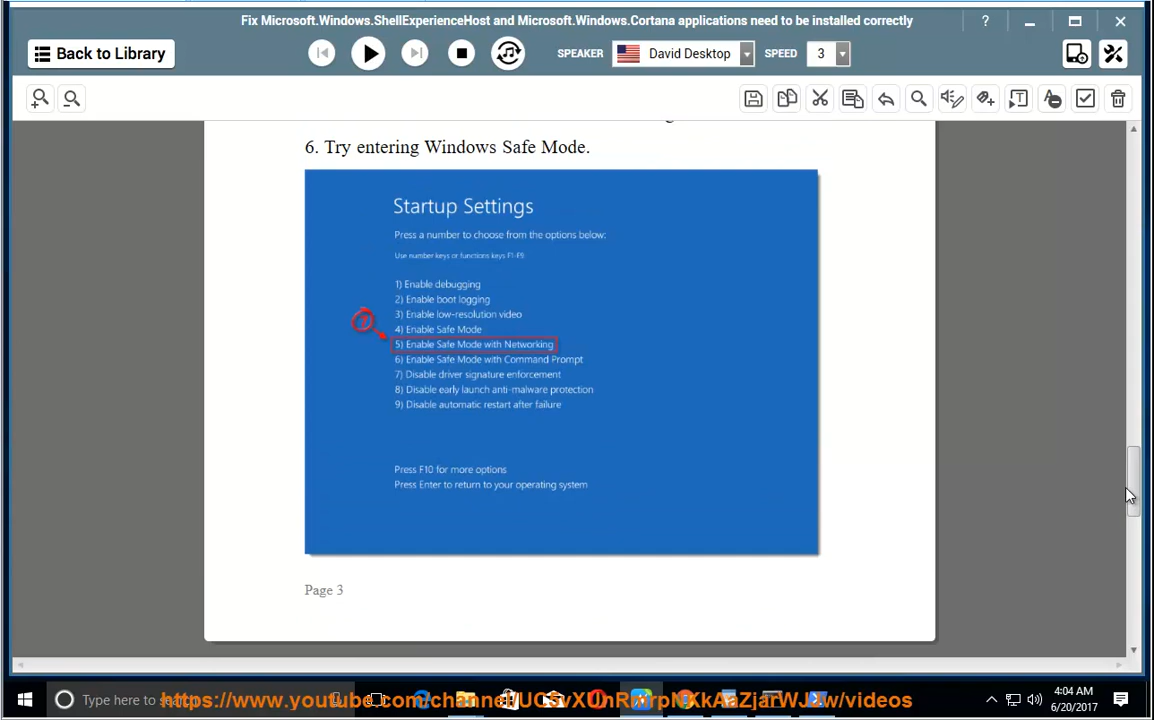 Fix Microsoft.Windows.ShellExperienceHost and Microsoft.Windows.Cortana applications need to be installed correctly
Back to Library
SPEAKER
David Desktop
SPEED
3
6. Try entering Windows Safe Mode.
Startup Settings
Press a number to choose from the options below:
Use number keys or functions keys F1-F9.
1) Enable debugging
2) Enable boot logging
3) Enable low-resolution video
4) Enable Safe Mode
5) Enable Safe Mode with Networking
6) Enable Safe Mode with Command Prompt
7) Disable driver signature enforcement
8) Disable early launch anti-malware protection
9) Disable automatic restart after failure
Press F10 for more options
Press Enter to return to your operating system
Page 3
Type here to search
4:04 AM
6/20/2017